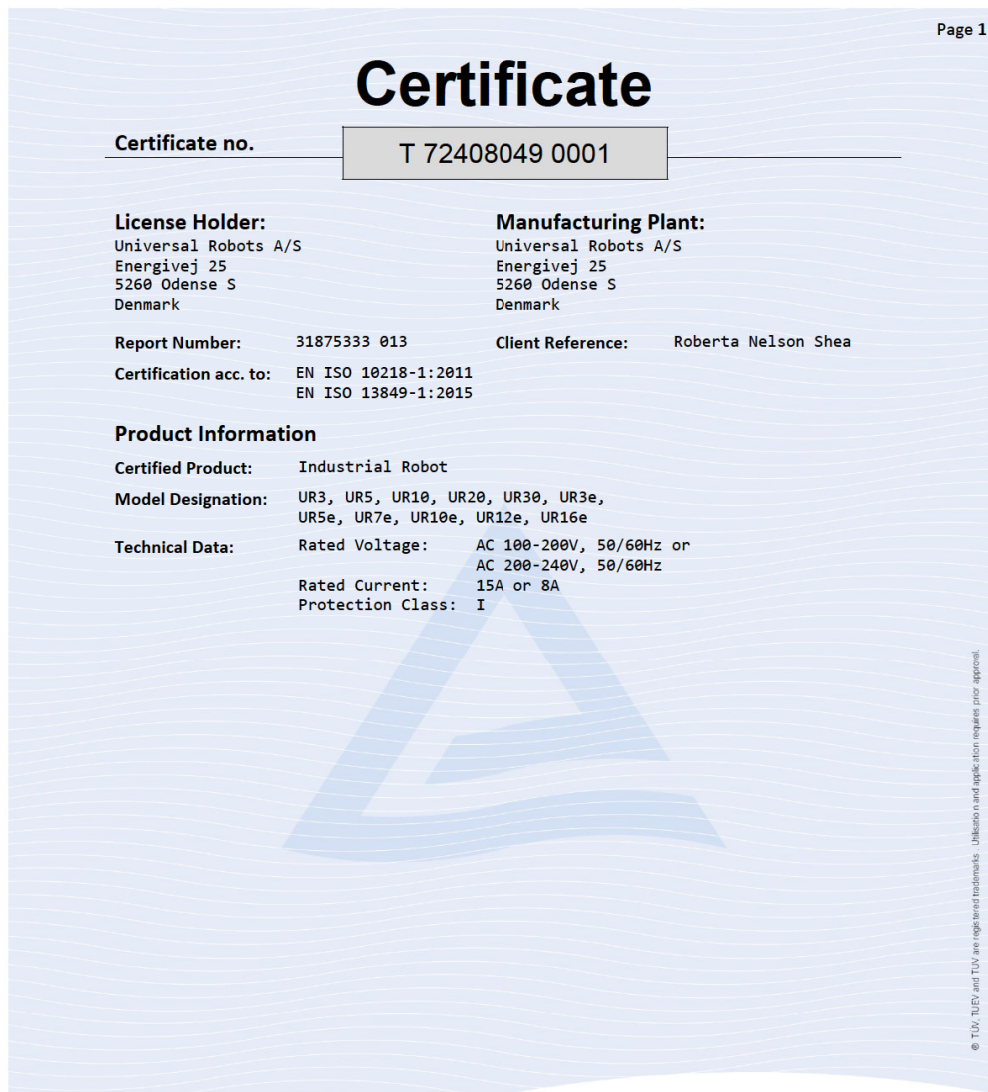 Page 1
Certificate
Certificate no.
T 72408049 0001
License Holder:
Universal Robots A/S
Energivej 25
5260 Odense S
Denmark
Manufacturing Plant:
Universal Robots A/S
Energivej 25
5260 Odense S
Denmark
Report Number: 31875333 013
Client Reference: Roberta Nelson Shea
Certification acc. to: EN ISO 10218-1:2011
EN ISO 13849-1:2015
Product Information
Certified Product: Industrial Robot
Model Designation: UR3, UR5, UR10, UR20, UR30, UR3e,
UR5e, UR7e, UR10e, UR12e, UR16e
Technical Data: Rated Voltage: AC 100-200V, 50/60Hz or
AC 200-240V, 50/60Hz
Rated Current: 15A or 8A
Protection Class: I
® TÜV, TUEV and TUV are registered trademarks. Utilisation and application requires prior approval.